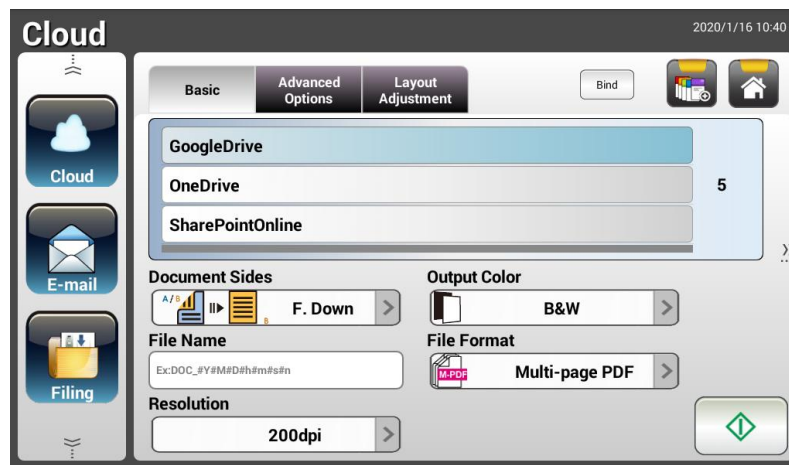 Cloud
2020/1/16 10:40
Basic
Advanced
Options
Layout
Adjustment
Bind
Cloud
E-mail
Filing
GoogleDrive
OneDrive
SharePointOnline
5
Document Sides
A/B
B
F. Down
Output Color
B&W
File Name
Ex:DOC_#Y#M#D#h#m#s#n
File Format
M-PDF
Multi-page PDF
Resolution
200dpi